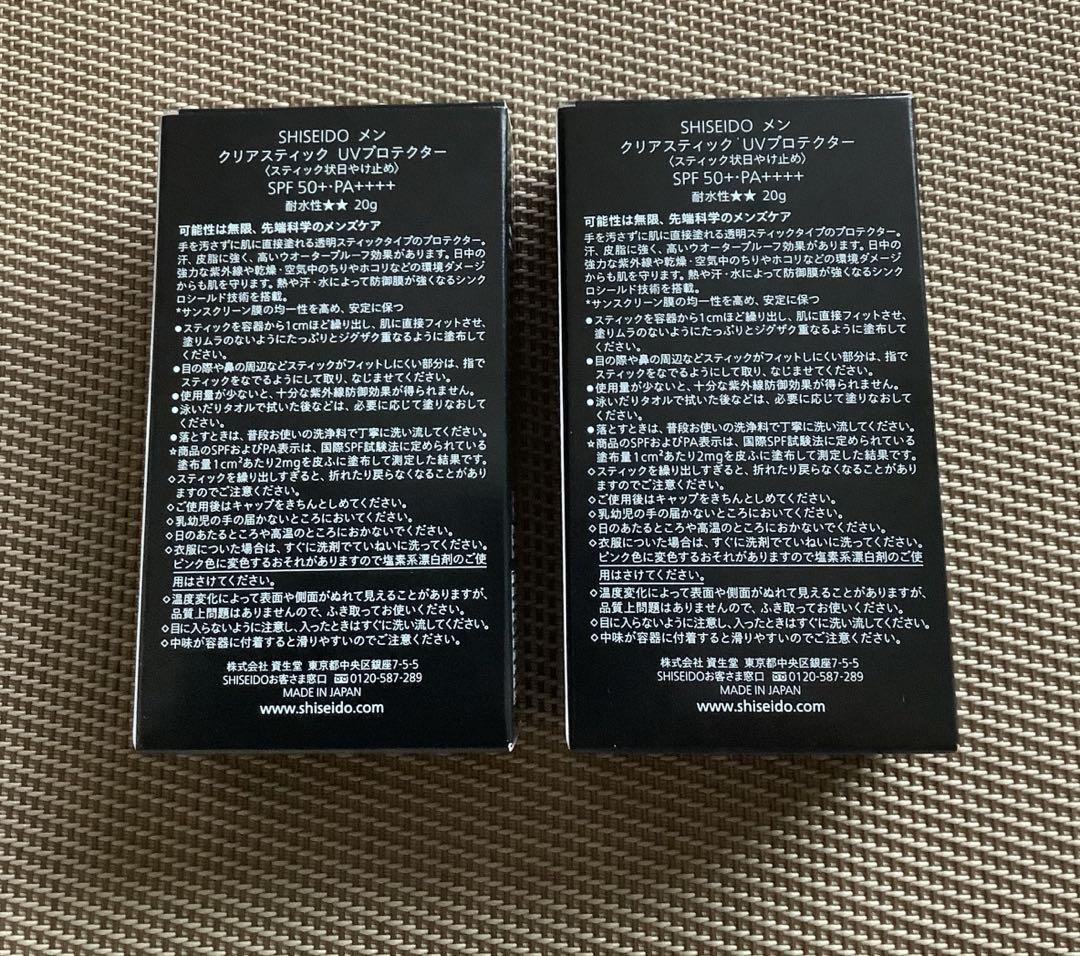 SHISEIDO メン
クリアスティック UVプロテクター
〈スティック状日やけ止め〉
SPF 50+・PA++++
耐水性★★ 20g
可能性は無限、先端科学のメンズケア
手を汚さずに肌に直接塗れる透明スティックタイプのプロテクター。
汗、皮脂に強く、高いウオータープルーフ効果があります。日中の
強力な紫外線や乾燥・空気中のちりやホコリなどの環境ダメージ
からも肌を守ります。熱や汗・水によって防御膜が強くなるシンク
ロシールド技術を搭載。
*サンスクリーン膜の均一性を高め、安定に保つ
●スティックを容器から1cmほど繰り出し、肌に直接フィットさせ、
塗りムラのないようにたっぷりとジグザク重なるように塗布して
ください。
●目の際や鼻の周辺などスティックがフィットしにくい部分は、指で
スティックをなでるようにして取り、なじませてください。
●使用量が少ないと、十分な紫外線防御効果が得られません。
●泳いだりタオルで拭いた後などは、必要に応じて塗りなおして
ください。
●落とすときは、普段お使いの洗浄料で丁寧に洗い流してください。
☆商品のSPFおよびPA表示は、国際SPF試験法に定められている
塗布量1cm²あたり2mgを皮ふに塗布して測定した結果です。
◇スティックを繰り出しすぎると、折れたり戻らなくなることがあり
ますのでご注意ください。
◇ご使用後はキャップをきちんとしめてください。
◇乳幼児の手の届かないところにおいてください。
◇日のあたるところや高温のところにおかないでください。
◇衣服についた場合は、すぐに洗剤でていねいに洗ってください。
ピンク色に変色するおそれがありますので塩素系漂白剤のご使
用はさけてください。
◇温度変化によって表面や側面がぬれて見えることがありますが、
品質上問題はありませんので、ふき取ってお使いください。
◇目に入らないように注意し、入ったときはすぐに洗い流してください。
◇中味が容器に付着すると滑りやすいのでご注意ください。
株式会社 資生堂 東京都中央区銀座7-5-5
SHISEIDOお客さま窓口 0120-587-289
MADE IN JAPAN
www.shiseido.com
SHISEIDO メン
クリアスティック UVプロテクター
〈スティック状日やけ止め〉
SPF 50+・PA++++
耐水性★★ 20g
可能性は無限、先端科学のメンズケア
手を汚さずに肌に直接塗れる透明スティックタイプのプロテクター。
汗、皮脂に強く、高いウオータープルーフ効果があります。日中の
強力な紫外線や乾燥・空気中のちりやホコリなどの環境ダメージ
からも肌を守ります。熱や汗・水によって防御膜が強くなるシンク
ロシールド技術を搭載。
*サンスクリーン膜の均一性を高め、安定に保つ
●スティックを容器から1cmほど繰り出し、肌に直接フィットさせ、
塗りムラのないようにたっぷりとジグザク重なるように塗布して
ください。
●目の際や鼻の周辺などスティックがフィットしにくい部分は、指で
スティックをなでるようにして取り、なじませてください。
●使用量が少ないと、十分な紫外線防御効果が得られません。
●泳いだりタオルで拭いた後などは、必要に応じて塗りなおして
ください。
●落とすときは、普段お使いの洗浄料で丁寧に洗い流してください。
☆商品のSPFおよびPA表示は、国際SPF試験法に定められている
塗布量1cm²あたり2mgを皮ふに塗布して測定した結果です。
◇スティックを繰り出しすぎると、折れたり戻らなくなることがあり
ますのでご注意ください。
◇ご使用後はキャップをきちんとしめてください。
◇乳幼児の手の届かないところにおいてください。
◇日のあたるところや高温のところにおかないでください。
◇衣服についた場合は、すぐに洗剤でていねいに洗ってください。
ピンク色に変色するおそれがありますので塩素系漂白剤のご使
用はさけてください。
◇温度変化によって表面や側面がぬれて見えることがありますが、
品質上問題はありませんので、ふき取ってお使いください。
◇目に入らないように注意し、入ったときはすぐに洗い流してください。
◇中味が容器に付着すると滑りやすいのでご注意ください。
株式会社 資生堂 東京都中央区銀座7-5-5
SHISEIDOお客さま窓口 0120-587-289
MADE IN JAPAN
www.shiseido.com